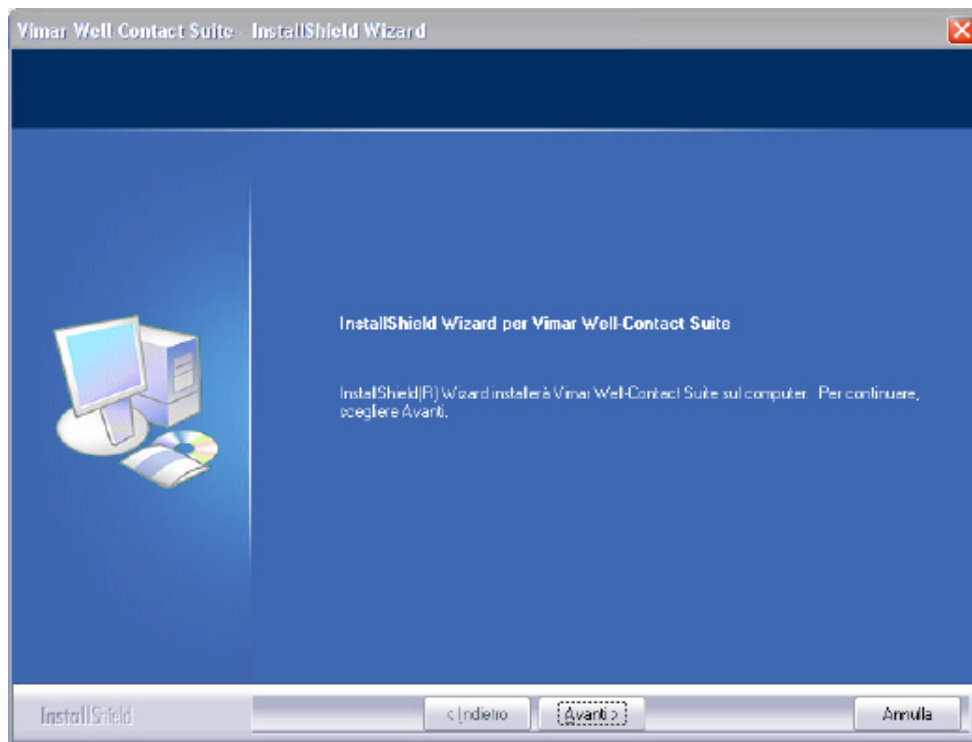 Vimar Well-Contact Suite - InstallShield Wizard
InstallShield Wizard per Vimar Well-Contact Suite
InstallShield(R) Wizard installerà Vimar Well-Contact Suite sul computer. Per continuare,
scegliere Avanti.
InstallShield
< Indietro
Avanti >
Annulla